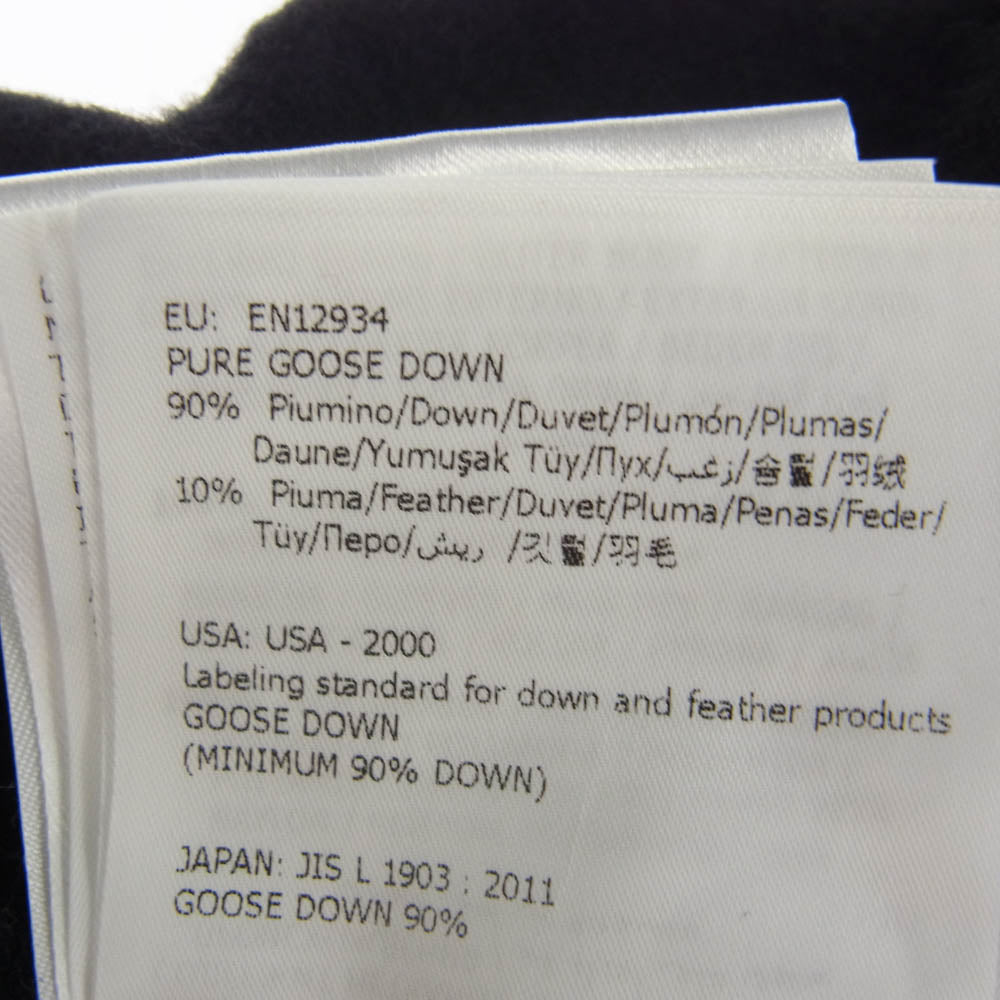 EU: EN12934
PURE GOOSE DOWN
90% Piumino/Down/Duvet/Plumón/Plumas/
Daune/Yumuşak Tüy/Пух/زغب/솜털/羽绒
10% Piuma/Feather/Duvet/Pluma/Penas/Feder/
Tüy/Перо/ريش /깃털/羽毛
USA: USA - 2000
Labeling standard for down and feather products
GOOSE DOWN
(MINIMUM 90% DOWN)
JAPAN: JIS L 1903 : 2011
GOOSE DOWN 90%